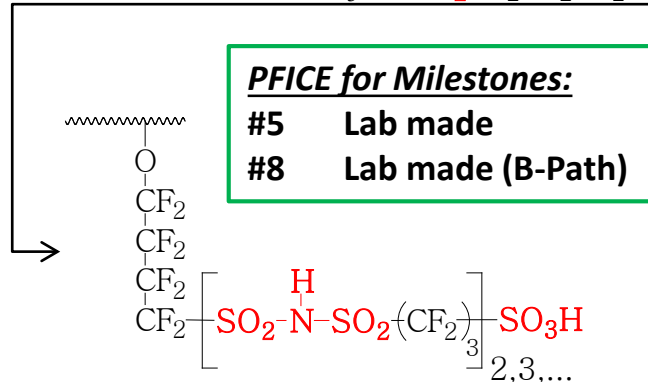 PFICE for Milestones:
#5 Lab made
#8 Lab made (B-Path)
O
CF2
CF2
CF2
H
CF2 SO2-N-SO2-(CF2)3 SO3H
2,3,...